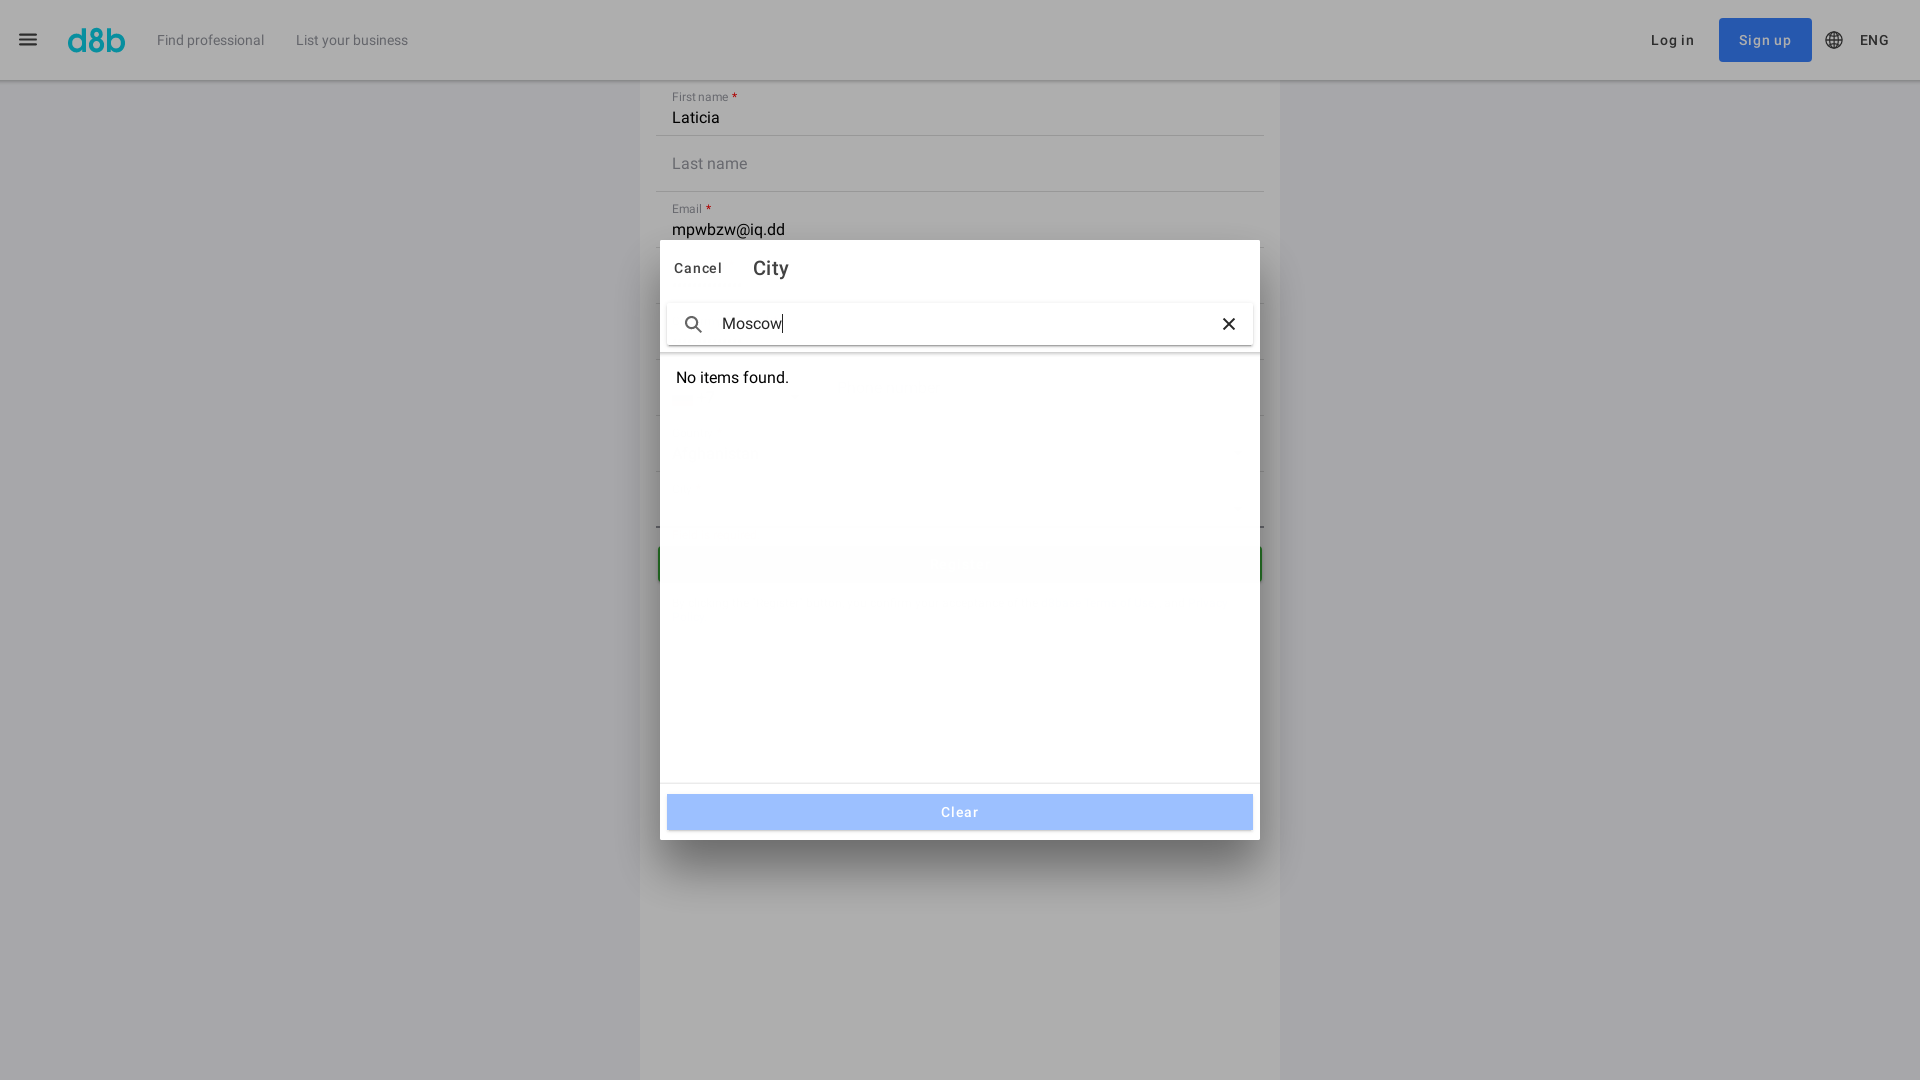 d8b
Find professional
List your business
Log in
Sign up
ENG
First name *
Laticia
Last name
Email *
mpwbzw@iq.dd
Cancel
City
Moscow
No items found.
Clear